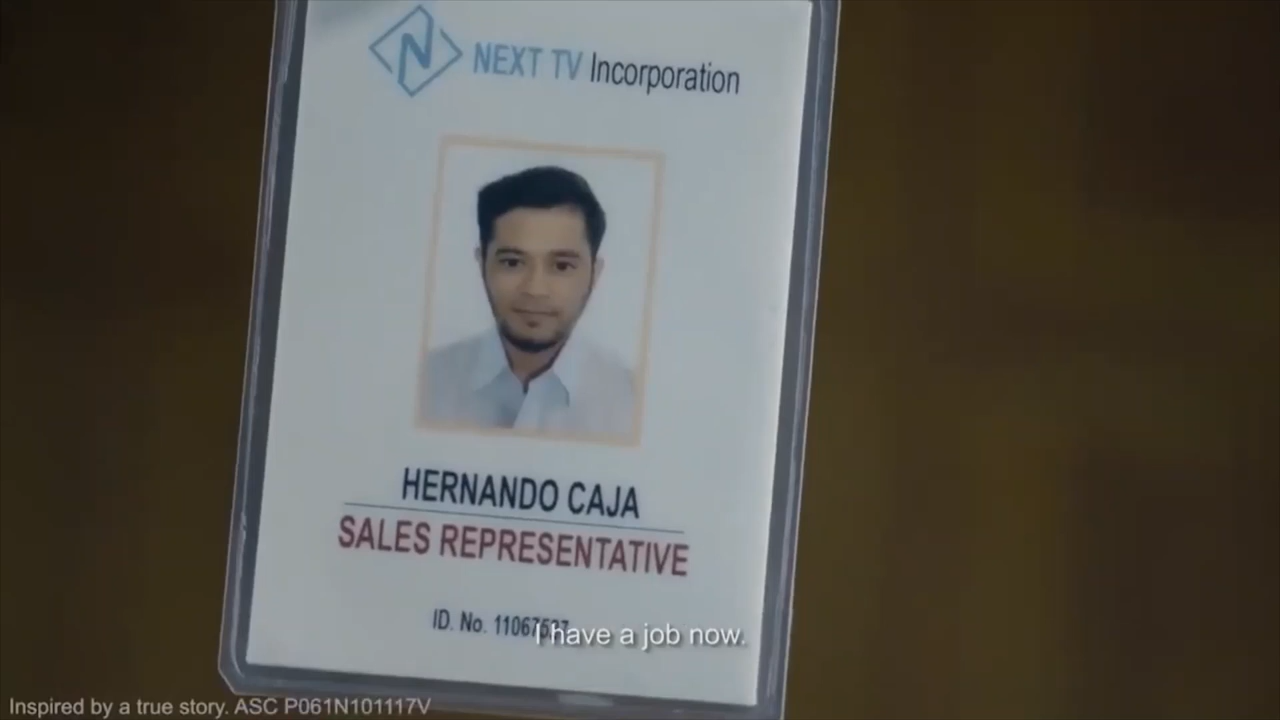 NEXT TV Incorporation
HERNANDO CAJA
SALES REPRESENTATIVE
ID. No.
I have a job now.
Inspired by a true story. ASC P061N101117V